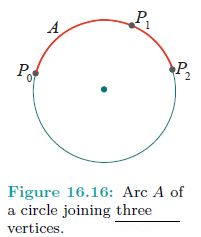 A
P₁
P₀
P₂
Figure 16.16: Arc A of
a circle joining three
vertices.